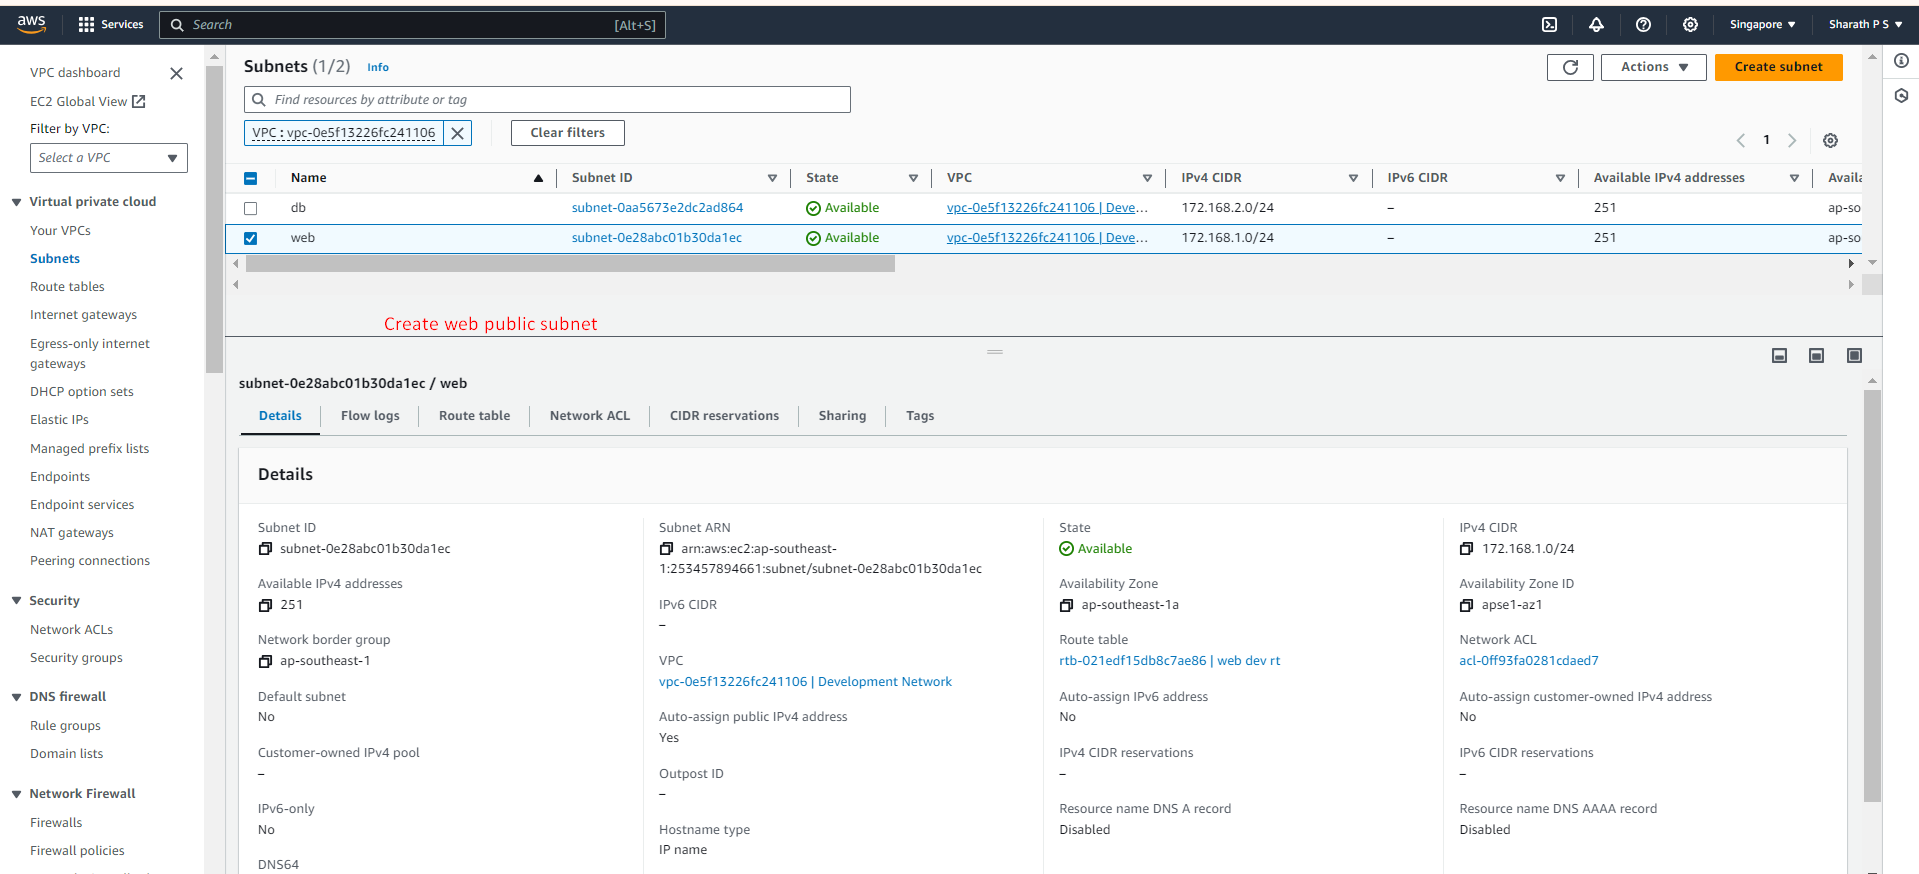 aws Services Search [Alt+S] Singapore Sharath P S
VPC dashboard
EC2 Global View
Filter by VPC:
Select a VPC
Virtual private cloud
Your VPCs
Subnets
Route tables
Internet gateways
Egress-only internet
gateways
DHCP option sets
Elastic IPs
Managed prefix lists
Endpoints
Endpoint services
NAT gateways
Peering connections
Security
Network ACLs
Security groups
DNS firewall
Rule groups
Domain lists
Network Firewall
Firewalls
Firewall policies
Subnets (1/2) Info
Actions Create subnet
Find resources by attribute or tag
VPC : vpc-0e5f13226fc241106 Clear filters
1
Name Subnet ID State VPC IPv4 CIDR IPv6 CIDR Available IPv4 addresses Availa
db subnet-0aa5673e2dc2ad864 Available vpc-0e5f13226fc241106 | Deve... 172.168.2.0/24 – 251 ap-so
web subnet-0e28abc01b30da1ec Available vpc-0e5f13226fc241106 | Deve... 172.168.1.0/24 – 251 ap-so
Create web public subnet
subnet-0e28abc01b30da1ec / web
Details Flow logs Route table Network ACL CIDR reservations Sharing Tags
Details
Subnet ID
subnet-0e28abc01b30da1ec
Available IPv4 addresses
251
Network border group
ap-southeast-1
Default subnet
No
Customer-owned IPv4 pool
–
IPv6-only
No
DNS64
Subnet ARN
arn:aws:ec2:ap-southeast-
1:253457894661:subnet/subnet-0e28abc01b30da1ec
IPv6 CIDR
–
VPC
vpc-0e5f13226fc241106 | Development Network
Auto-assign public IPv4 address
Yes
Outpost ID
–
Hostname type
IP name
State
Available
Availability Zone
ap-southeast-1a
Route table
rtb-021edf15db8c7ae86 | web dev rt
Auto-assign IPv6 address
No
IPv4 CIDR reservations
–
Resource name DNS A record
Disabled
IPv4 CIDR
172.168.1.0/24
Availability Zone ID
apse1-az1
Network ACL
acl-0ff93fa0281cdaed7
Auto-assign customer-owned IPv4 address
No
IPv6 CIDR reservations
–
Resource name DNS AAAA record
Disabled